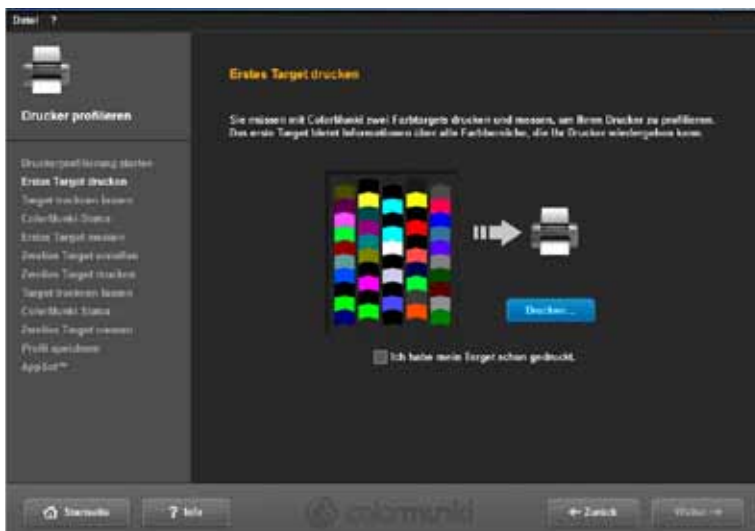 Datei ?
Drucker profilieren
Druckerprofilierung starten
Erstes Target drucken
Target trocknen lassen
ColorMunki-Status
Erstes Target messen
Zweites Target erstellen
Zweites Target drucken
Target trocknen lassen
ColorMunki Status
Zweites Target messen
Profil speichern
AppSet™
Erstes Target drucken
Sie müssen mit ColorMunki zwei Farbtargets drucken und messen, um Ihren Drucker zu profilieren.
Das erste Target bietet Informationen über alle Farbbereiche, die Ihr Drucker wiedergeben kann.
Drucken...
Ich habe mein Target schon gedruckt.
Startseite
? Info
colormunki
← Zurück
Weiter →